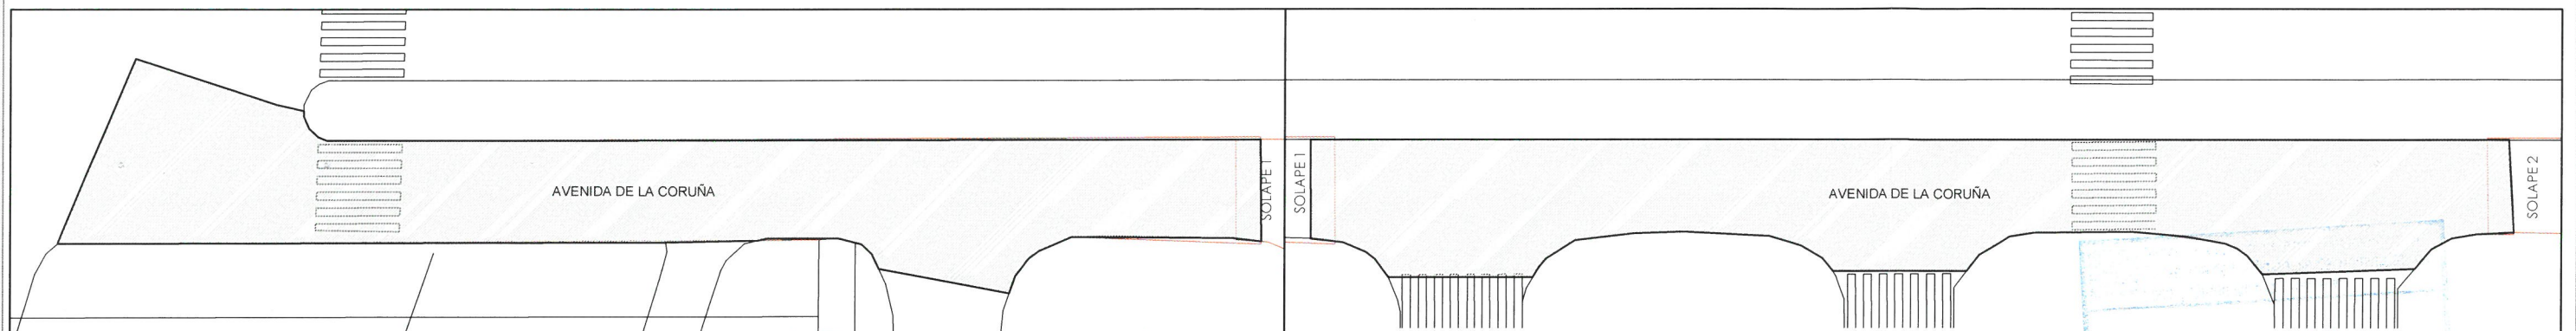 AVENIDA DE LA CORUÑA
SOLAPE 1
SOLAPE 1
AVENIDA DE LA CORUÑA
SOLAPE 2